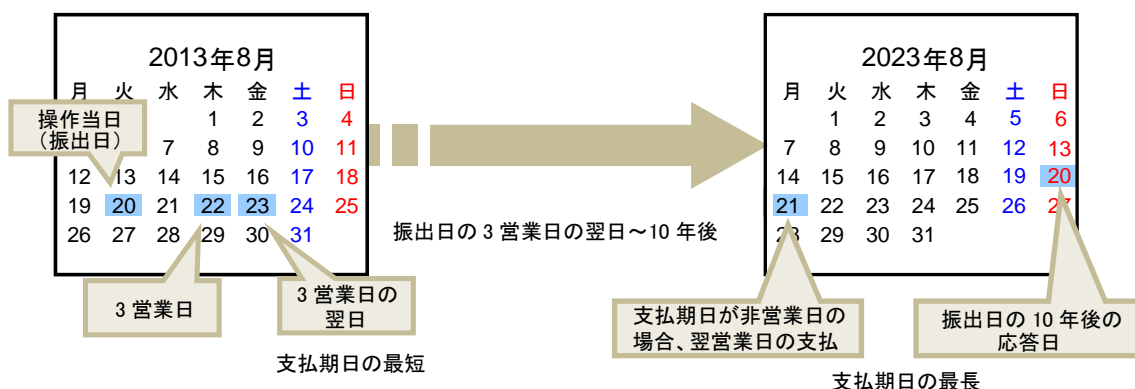 2013年8月
月 火 水 木 金 土 日
1 2 3 4
7 8 9 10 11
12 13 14 15 16 17 18
19 20 21 22 23 24 25
26 27 28 29 30 31
操作当日
（振出日）
3 営業日
3 営業日の
翌日
支払期日の最短
振出日の 3 営業日の翌日～10 年後
2023年8月
月 火 水 木 金 土 日
1 2 3 4 5 6
7 8 9 10 11 12 13
14 15 16 17 18 19 20
21 22 23 24 25 26 27
28 29 30 31
支払期日が非営業日の
場合、翌営業日の支払
振出日の 10 年後の
応答日
支払期日の最長